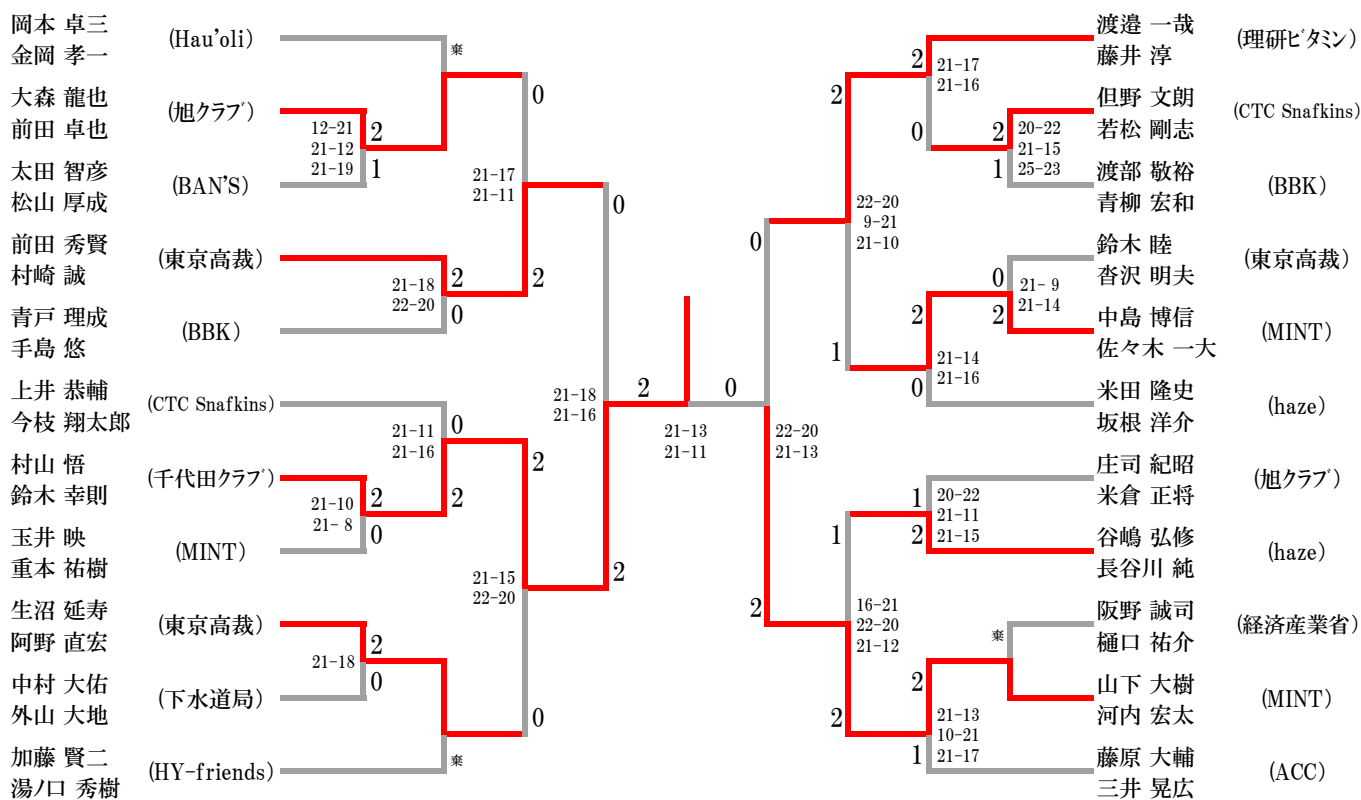 岡本 卓三
金岡 孝一
(Hau'oli)
棄
大森 龍也
前田 卓也
(旭クラブ)
太田 智彦
松山 厚成
(BAN'S)
12-21
21-12
21-19
2
1
0
前田 秀賢
村崎 誠
(東京高裁)
青戸 理成
手島 悠
(BBK)
21-18
22-20
2
0
21-17
21-11
2
0
上井 恭輔
今枝 翔太郎
(CTC Snafkins)
村山 悟
鈴木 幸則
(千代田クラブ)
玉井 映
重本 祐樹
(MINT)
21-10
21- 8
2
0
21-11
21-16
0
2
2
生沼 延寿
阿野 直宏
(東京高裁)
中村 大佑
外山 大地
(下水道局)
21-18
2
0
加藤 賢二
湯ノ口 秀樹
(HY-friends)
棄
21-15
22-20
0
21-18
21-16
2
2
0
21-13
21-11
渡邉 一哉
藤井 淳
(理研ビタミン)
2
21-17
21-16
0
但野 文朗
若松 剛志
(CTC Snafkins)
渡部 敬裕
青柳 宏和
(BBK)
2
1
20-22
21-15
25-23
2
22-20
9-21
21-10
1
鈴木 睦
沓沢 明夫
(東京高裁)
中島 博信
佐々木 一大
(MINT)
0
2
21- 9
21-14
米田 隆史
坂根 洋介
(haze)
2
0
21-14
21-16
0
22-20
21-13
2
庄司 紀昭
米倉 正将
(旭クラブ)
谷嶋 弘修
長谷川 純
(haze)
1
2
20-22
21-11
21-15
1
16-21
22-20
21-12
2
阪野 誠司
樋口 祐介
(経済産業省)
棄
山下 大樹
河内 宏太
(MINT)
藤原 大輔
三井 晃広
(ACC)
2
1
21-13
10-21
21-17